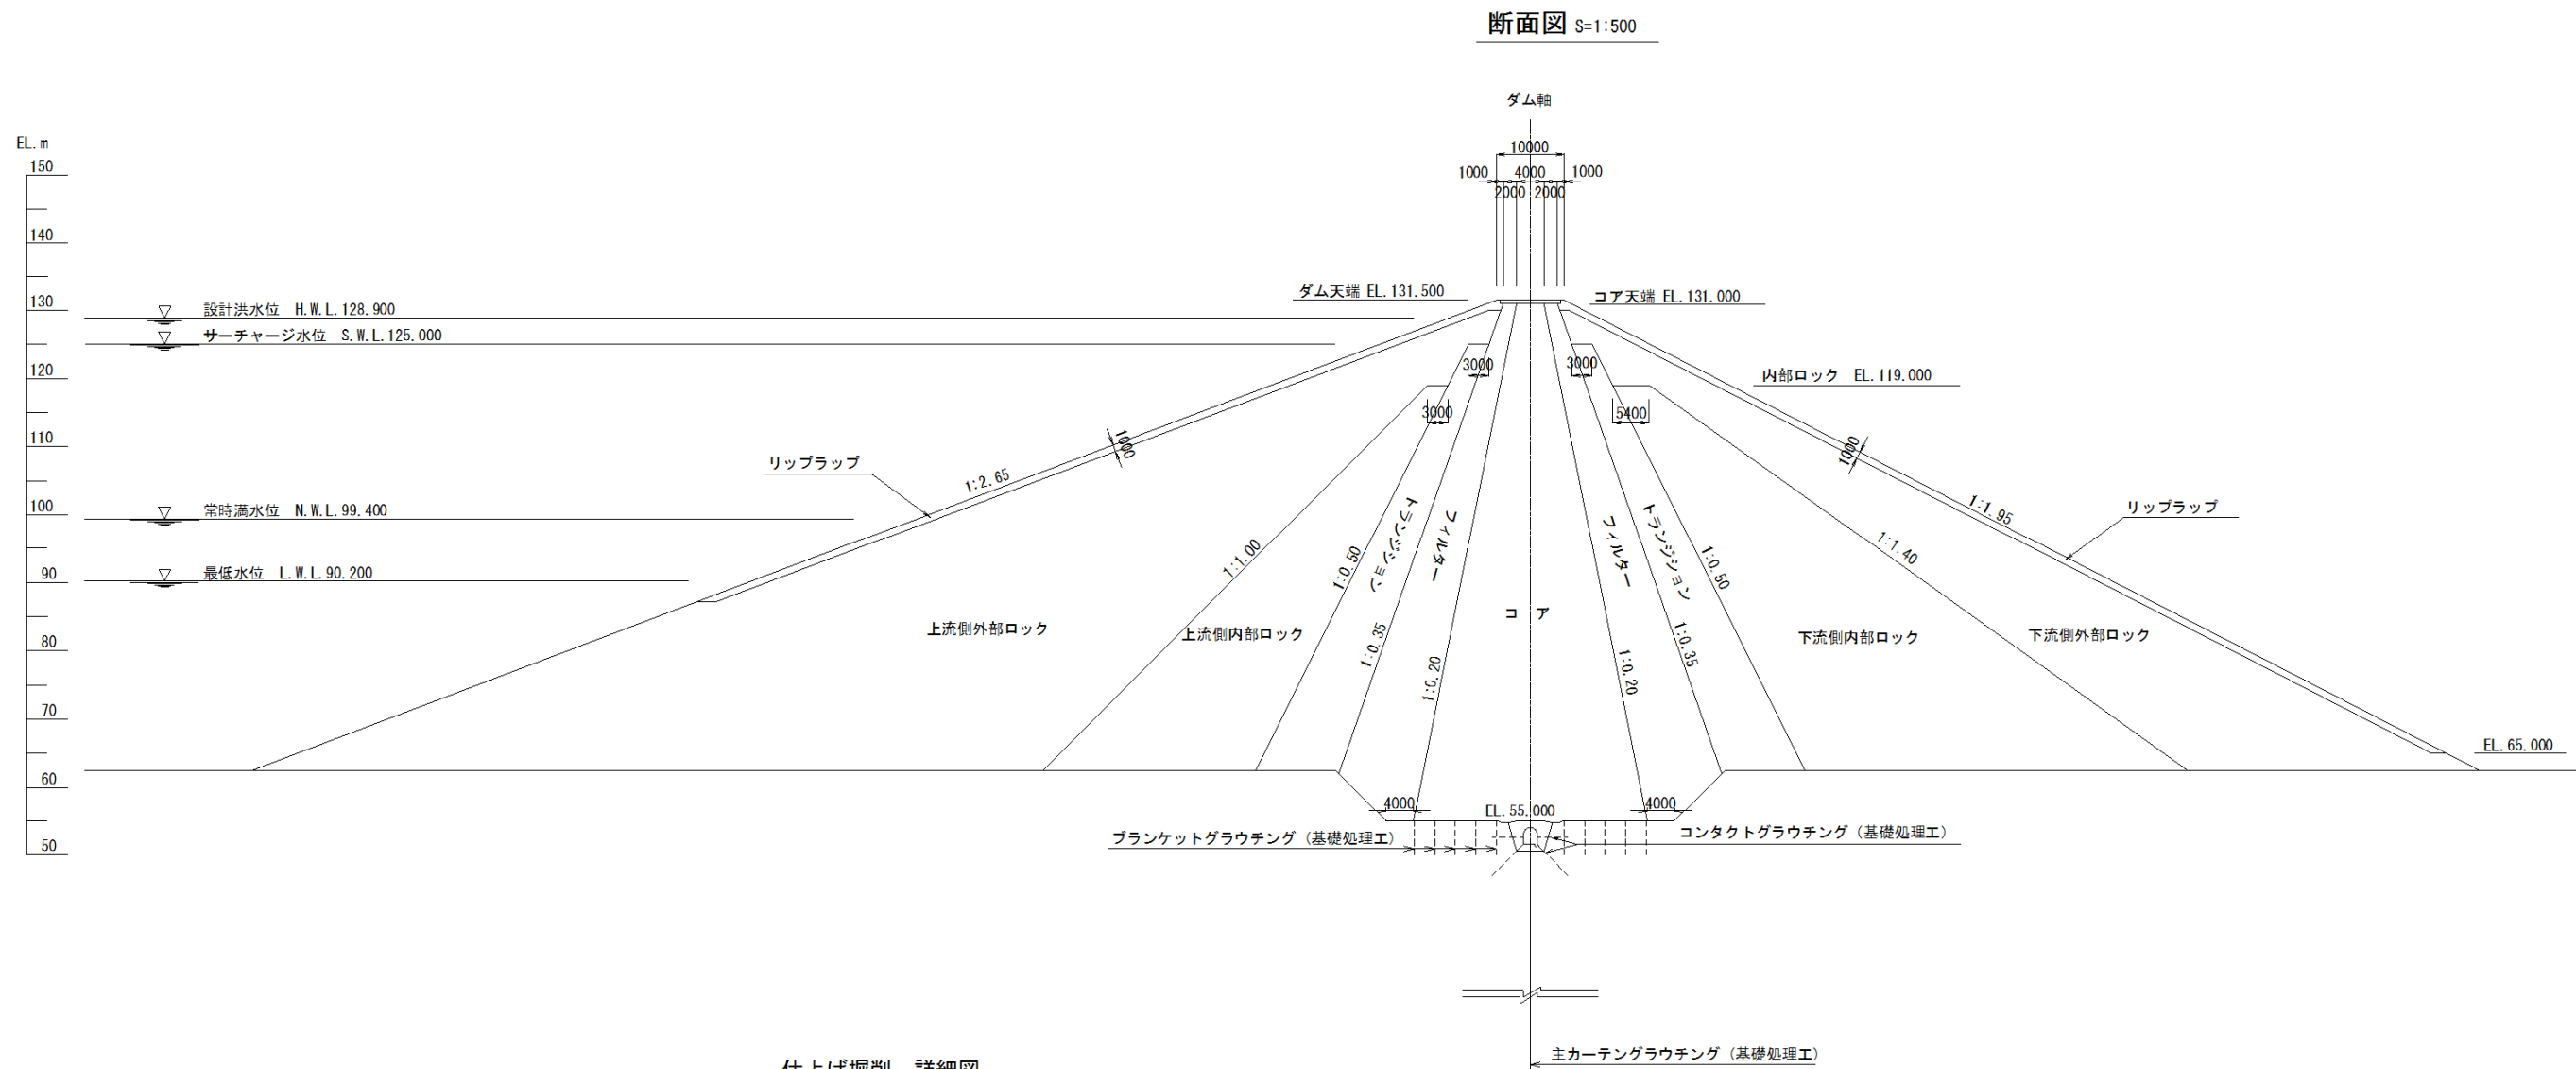 断面図 S=1:500
ダム軸
EL.m
150
140
130
120
110
100
90
80
70
60
50
10000
1000 4000 1000
2000 2000
ダム天端 EL.131.500
コア天端 EL.131.000
設計洪水位 H.W.L.128.900
サーチャージ水位 S.W.L.125.000
3000
3000
内部ロック EL.119.000
3000
5400
1000
1000
リップラップ
1:2.65
常時満水位 N.W.L.99.400
最低水位 L.W.L.90.200
1:1.00
1:0.50
トランジション
フィルター
フィルター
トランジション
1:0.50
1:1.40
1:1.95
リップラップ
上流側外部ロック
上流側内部ロック
1:0.35
1:0.20
コ ア
1:0.20
1:0.35
下流側内部ロック
下流側外部ロック
EL.65.000
4000
EL.55.000
4000
ブランケットグラウチング(基礎処理工)
コンタクトグラウチング(基礎処理工)
主カーテングラウチング(基礎処理工)
仕上げ掘削 詳細図